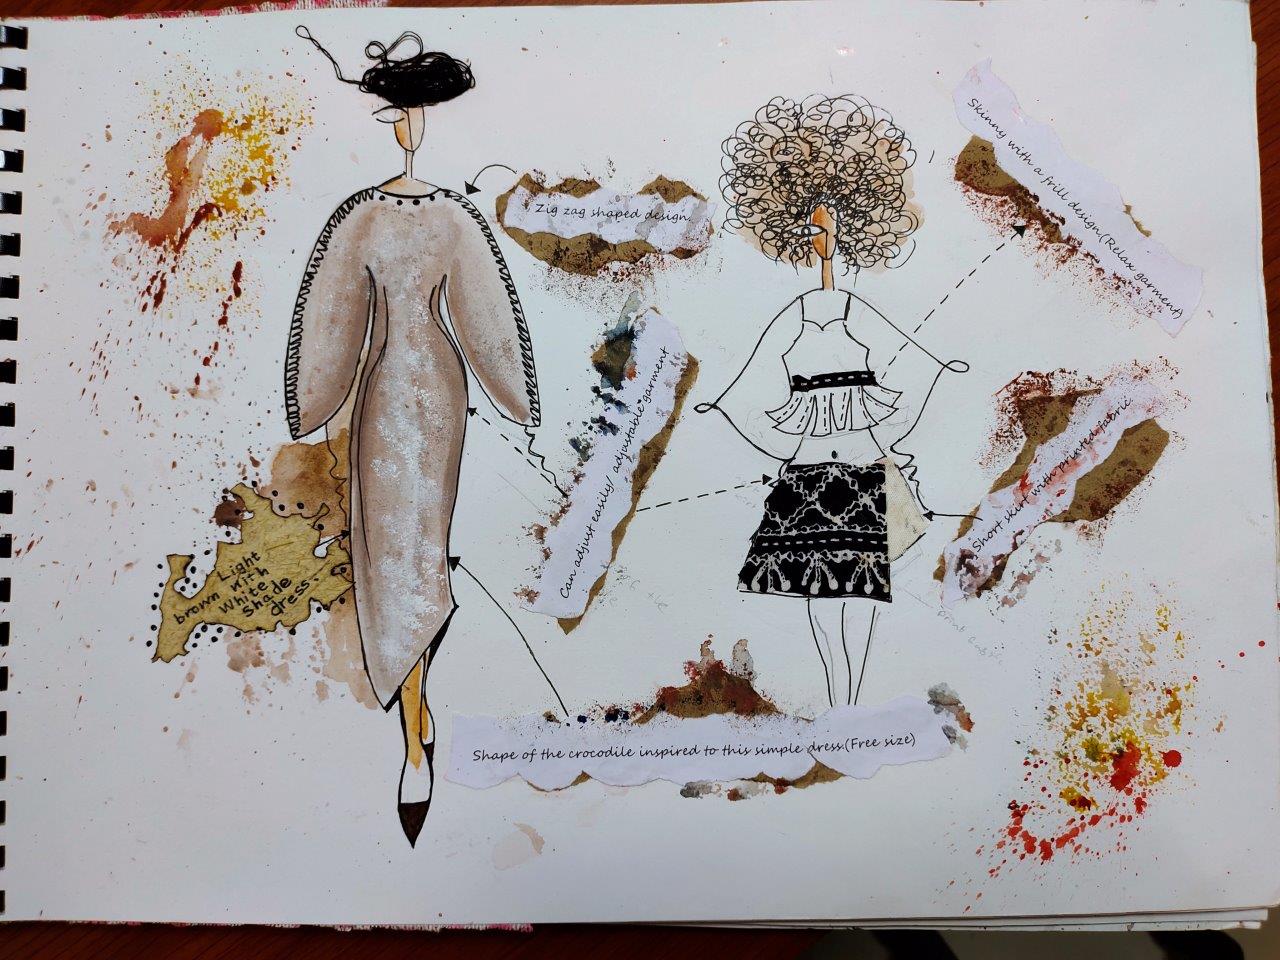 Skinny with a frill design(Relax garment)
Zig zag shaped design
Can adjust easily/ adjustable garment
Short skirt with printed fabric
Light
brown with
White
shade
dress.
Shape of the crocodile inspired to this simple dress(Free size)